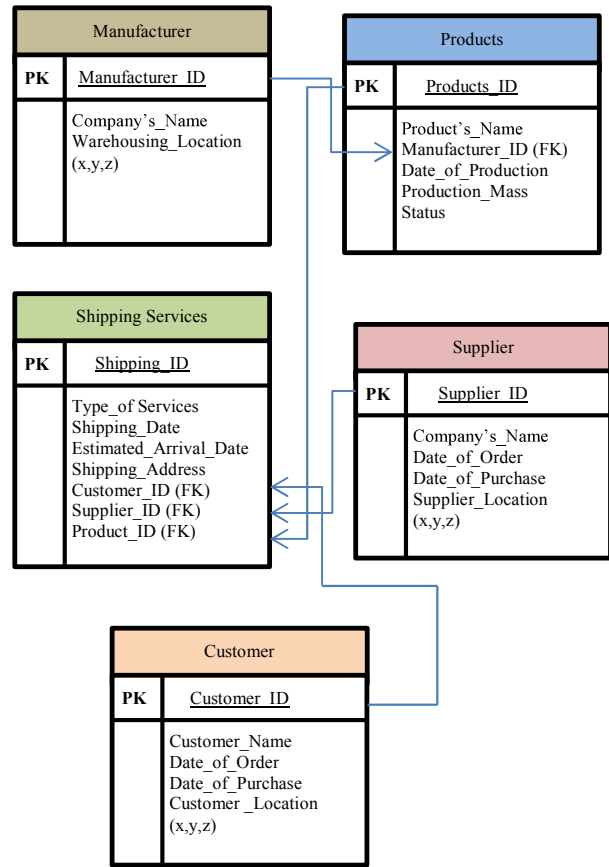 Manufacturer
PK Manufacturer_ID
Company’s_Name
Warehousing_Location
(x,y,z)
Products
PK Products_ID
Product’s_Name
Manufacturer_ID (FK)
Date_of_Production
Production_Mass
Status
Shipping Services
PK Shipping_ID
Type_of Services
Shipping_Date
Estimated_Arrival_Date
Shipping_Address
Customer_ID (FK)
Supplier_ID (FK)
Product_ID (FK)
Supplier
PK Supplier_ID
Company’s_Name
Date_of_Order
Date_of_Purchase
Supplier_Location
(x,y,z)
Customer
PK Customer_ID
Customer_Name
Date_of_Order
Date_of_Purchase
Customer _Location
(x,y,z)